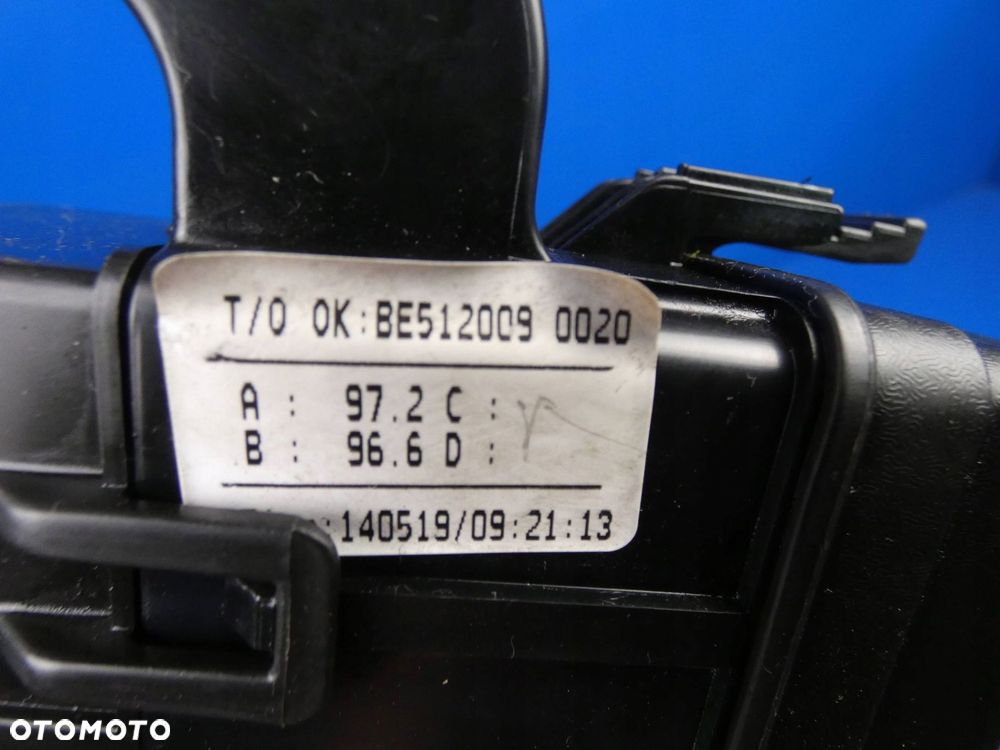 T/O OK:BE512009 0020
A : 97.2 C :
B : 96.6 D :
:140519/09:21:13
OTOMOTO